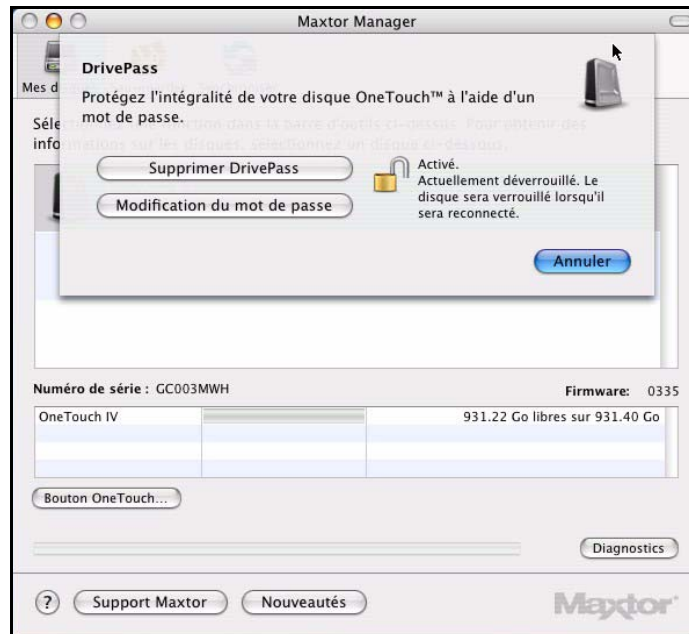 Maxtor Manager
DrivePass
Mes d
Protégez l'intégralité de votre disque OneTouch™ à l'aide d'un
mot de passe.
Séle
info
Supprimer DrivePass
Modification du mot de passe
Activé.
Actuellement déverrouillé. Le
disque sera verrouillé lorsqu'il
sera reconnecté.
Annuler
Numéro de série : GC003MWH
Firmware: 0335
OneTouch IV
931.22 Go libres sur 931.40 Go
Bouton OneTouch...
Diagnostics
?
Support Maxtor
Nouveautés
Maxtor